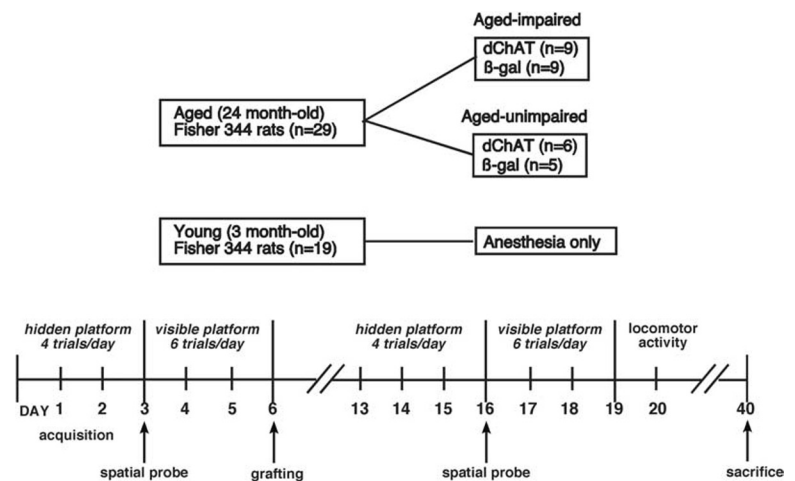 Aged-impaired
dChAT (n=9)
ß-gal (n=9)
Aged (24 month-old)
Fisher 344 rats (n=29)
Aged-unimpaired
dChAT (n=6)
ß-gal (n=5)
Young (3 month-old)
Fisher 344 rats (n=19)
Anesthesia only
hidden platform
4 trials/day
visible platform
6 trials/day
hidden platform
4 trials/day
visible platform
6 trials/day
locomotor
activity
DAY 1 2 3 4 5 6 13 14 15 16 17 18 19 20 40
acquisition
spatial probe
grafting
spatial probe
sacrifice